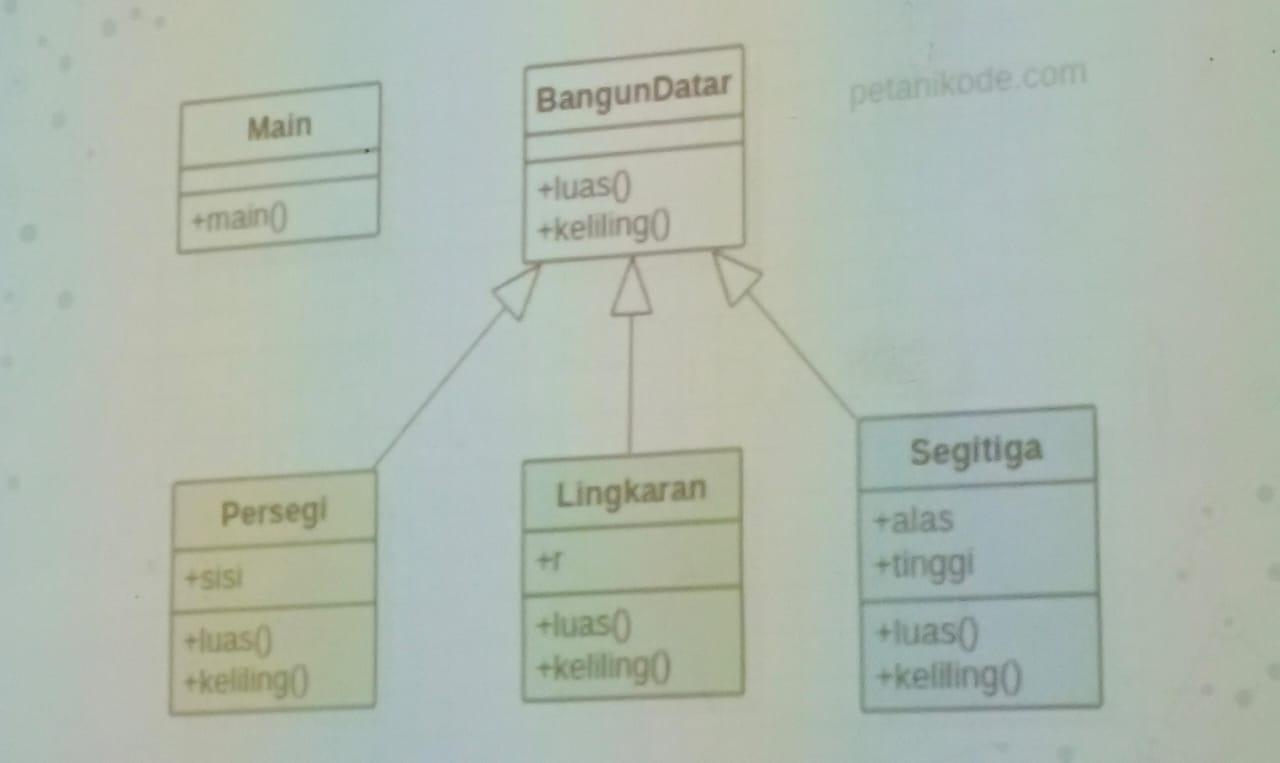 Main
+main()
BangunDatar
+luas()
+keliling()
petanikode.com
Persegi
+sisi
+luas()
+keliling()
Lingkaran
+r
+luas()
+keliling()
Segitiga
+alas
+tinggi
+luas()
+keliling()